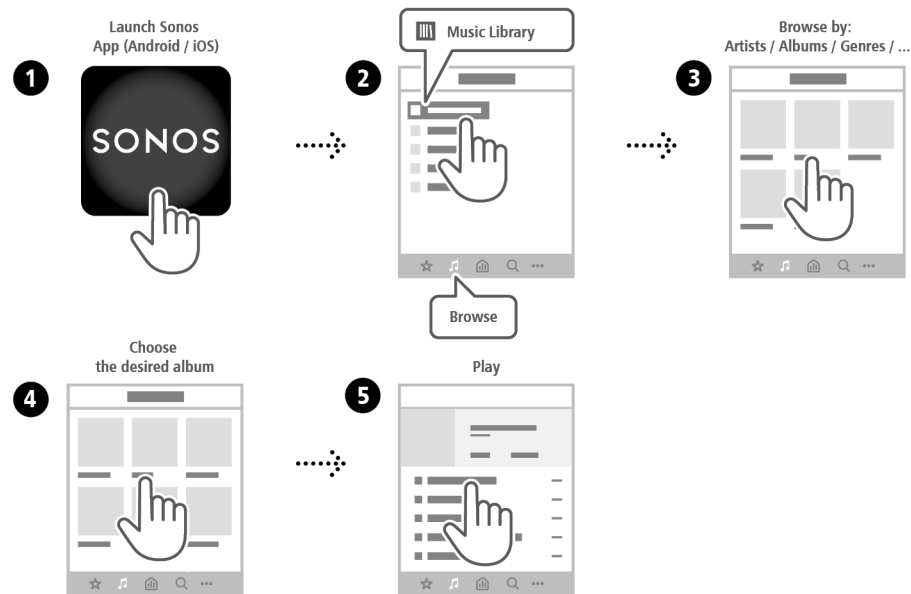 Launch Sonos
App (Android / iOS)
1
SONOS
2
Music Library
Browse
Browse by:
Artists / Albums / Genres / ...
3
Choose
the desired album
4
Play
5